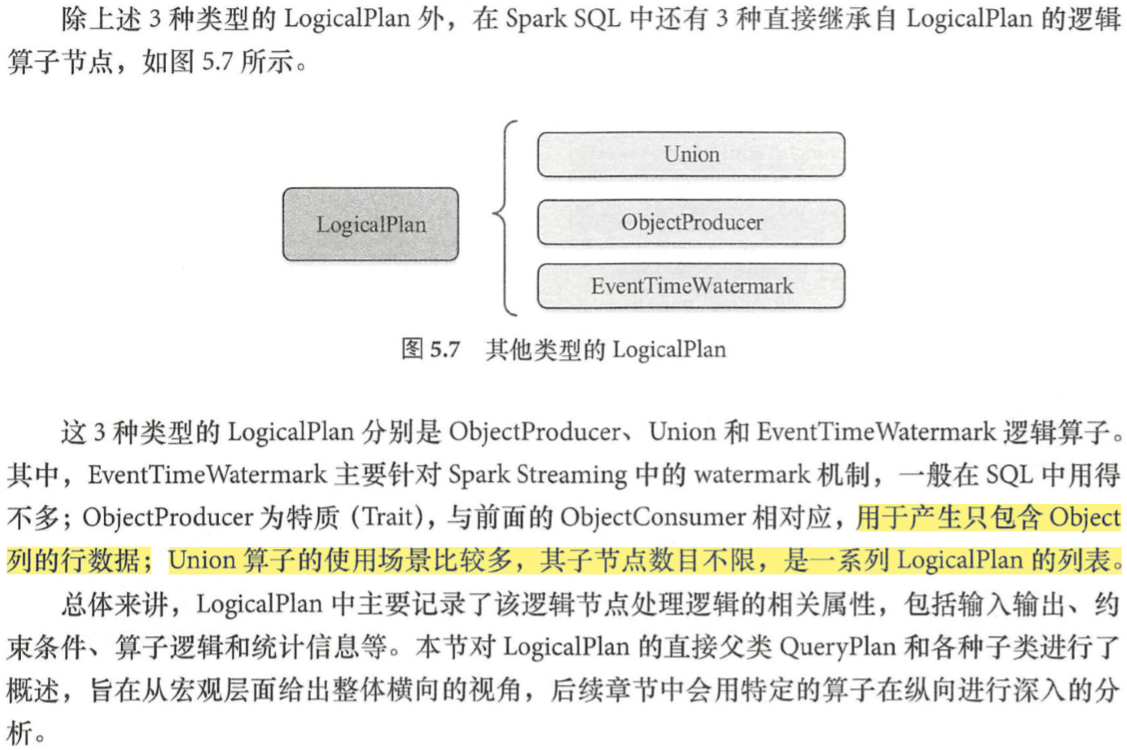 除上述 3 种类型的 LogicalPlan 外，在 Spark SQL 中还有 3 种直接继承自 LogicalPlan 的逻辑
算子节点，如图 5.7 所示。
Union
LogicalPlan
ObjectProducer
EventTimeWatermark
图 5.7 其他类型的 LogicalPlan
这 3 种类型的 LogicalPlan 分别是 ObjectProducer、Union 和 EventTimeWatermark 逻辑算子。
其中，EventTimeWatermark 主要针对 Spark Streaming 中的 watermark 机制，一般在 SQL 中用得
不多；ObjectProducer 为特质（Trait），与前面的 ObjectConsumer 相对应，用于产生只包含 Object
列的行数据；Union 算子的使用场景比较多，其子节点数目不限，是一系列 LogicalPlan 的列表。
总体来讲，LogicalPlan 中主要记录了该逻辑节点处理逻辑的相关属性，包括输入输出、约
束条件、算子逻辑和统计信息等。本节对 LogicalPlan 的直接父类 QueryPlan 和各种子类进行了
概述，旨在从宏观层面给出整体横向的视角，后续章节中会用特定的算子在纵向进行深入的分
析。